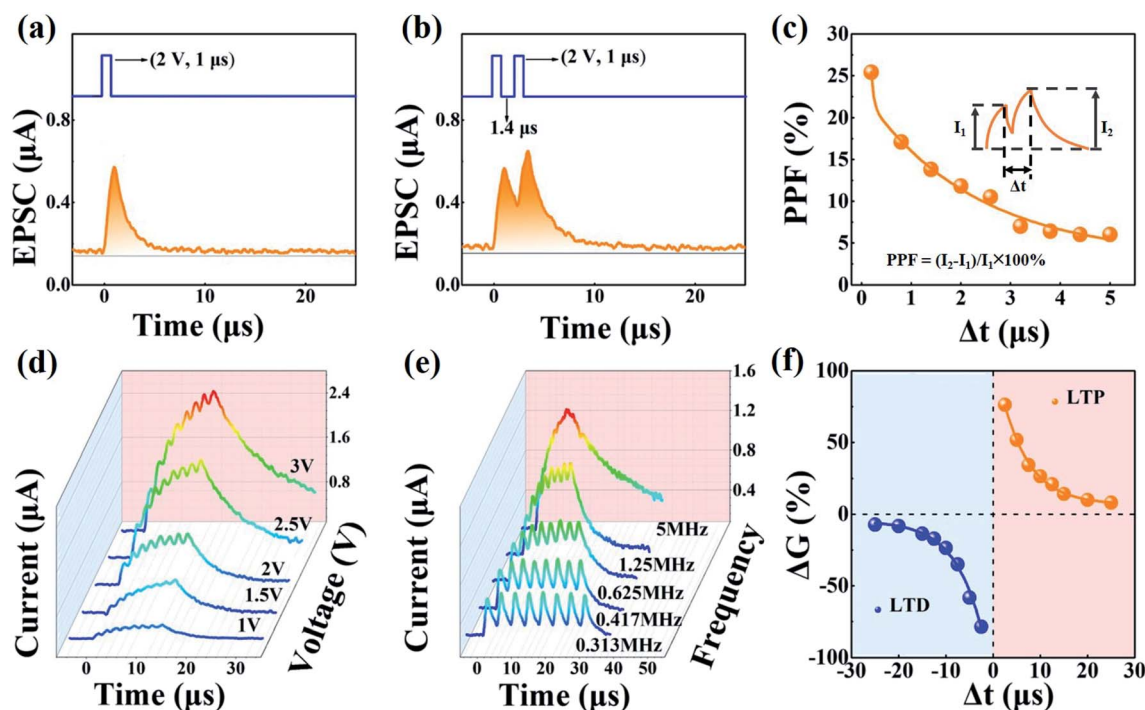 (a)
(2 V, 1 μs)
EPSC (μA)
0.8
0.4
0.0
0
10
20
Time (μs)
(b)
(2 V, 1 μs)
1.4 μs
EPSC (μA)
0.8
0.4
0.0
0
10
20
Time (μs)
(c)
PPF (%)
30
25
20
15
10
5
0
I₁
I₂
Δt
PPF = (I₂-I₁)/I₁×100%
0
1
2
3
4
5
Δt (μs)
(d)
Current (μA)
2.4
1.6
0.8
3V
2.5V
2V
1.5V
1V
Voltage (V)
0
10
20
30
Time (μs)
(e)
Current (μA)
1.6
1.2
0.8
0.4
5MHz
1.25MHz
0.625MHz
0.417MHz
0.313MHz
Frequency
0
10
20
30
40
50
Time (μs)
(f)
ΔG (%)
100
50
0
-50
-100
LTP
LTD
-30
-20
-10
0
10
20
30
Δt (μs)